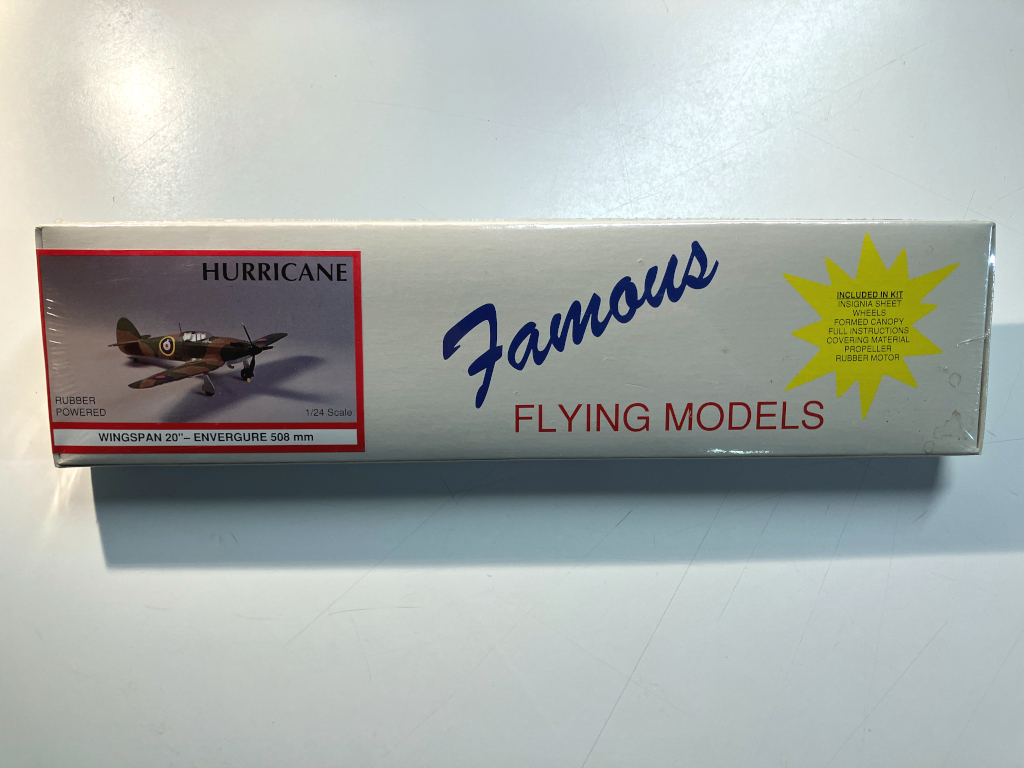 HURRICANE
RUBBER
POWERED
1/24 Scale
WINGSPAN 20"– ENVERGURE 508 mm
Famous
FLYING MODELS
INCLUDED IN KIT
INSIGNIA SHEET
WHEELS
FORMED CANOPY
FULL INSTRUCTIONS
COVERING MATERIAL
PROPELLER
RUBBER MOTOR